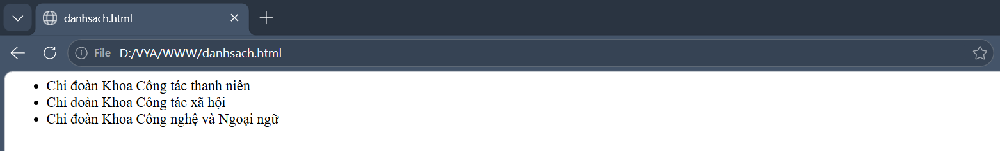 danhsach.html
File D:/VYA/WWW/danhsach.html
• Chi đoàn Khoa Công tác thanh niên
• Chi đoàn Khoa Công tác xã hội
• Chi đoàn Khoa Công nghệ và Ngoại ngữ